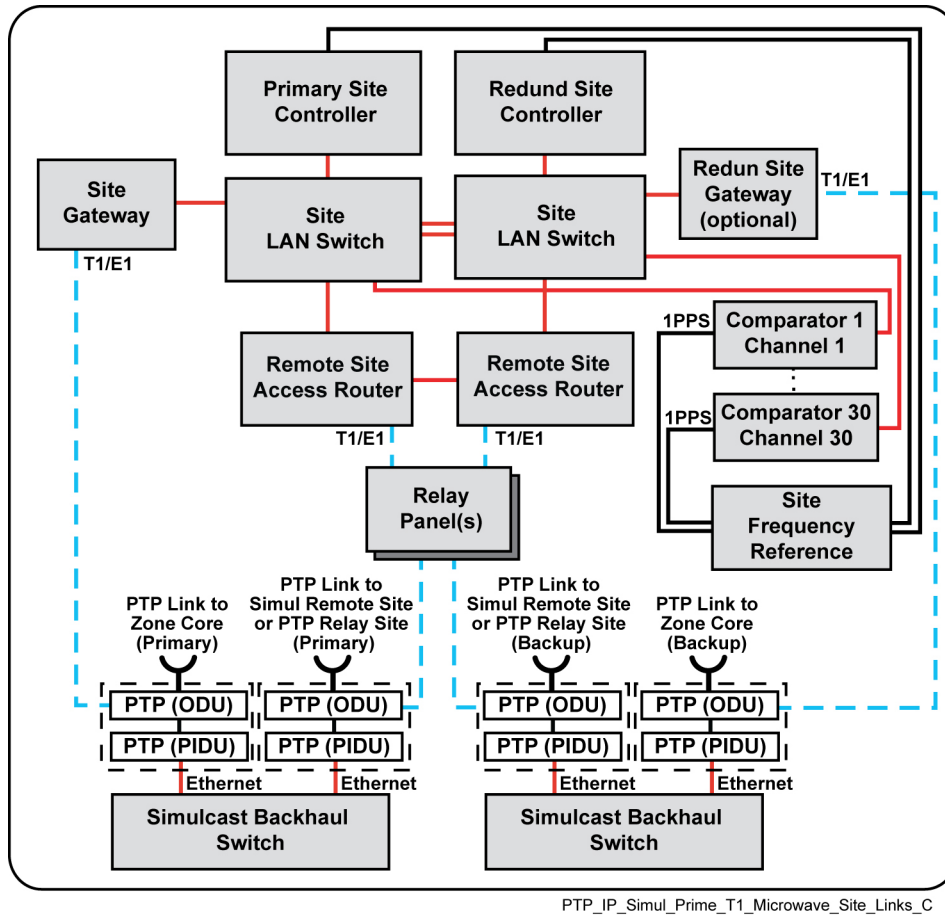 Primary Site
Controller
Redund Site
Controller
Site
Gateway
T1/E1
Site
LAN Switch
Site
LAN Switch
Redun Site
Gateway
(optional)
T1/E1
1PPS
Comparator 1
Channel 1
Remote Site
Access Router
T1/E1
Remote Site
Access Router
T1/E1
1PPS
Comparator 30
Channel 30
Relay
Panel(s)
Site
Frequency
Reference
PTP Link to
Zone Core
(Primary)
PTP Link to
Simul Remote Site
or PTP Relay Site
(Primary)
PTP Link to
Simul Remote Site
or PTP Relay Site
(Backup)
PTP Link to
Zone Core
(Backup)
PTP (ODU)
PTP (PIDU)
Ethernet
PTP (ODU)
PTP (PIDU)
Ethernet
PTP (ODU)
PTP (PIDU)
Ethernet
PTP (ODU)
PTP (PIDU)
Ethernet
Simulcast Backhaul
Switch
Simulcast Backhaul
Switch
PTP_IP_Simul_Prime_T1_Microwave_Site_Links_C